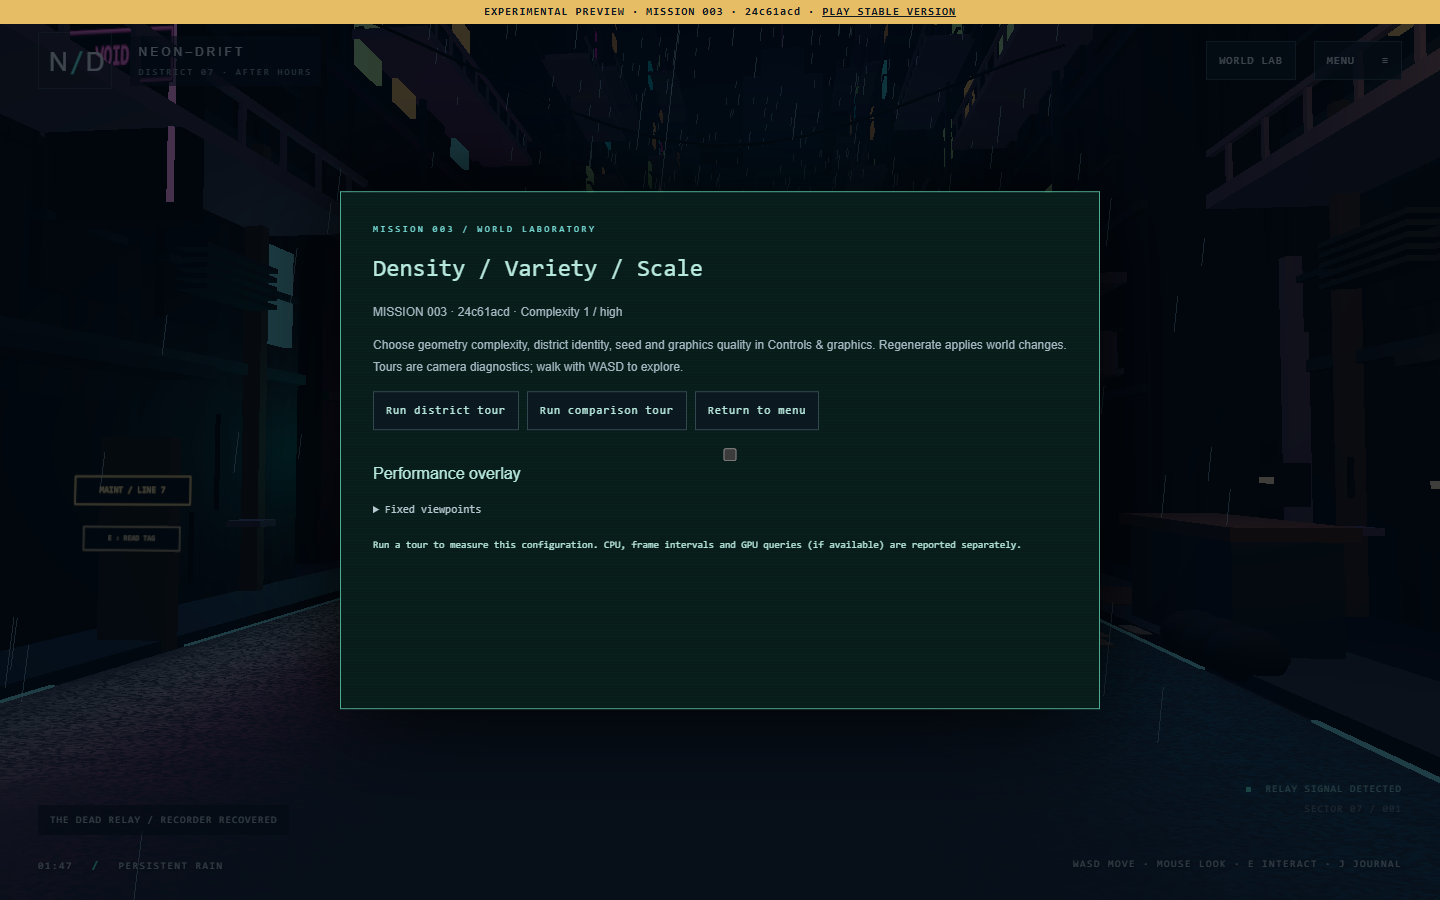 EXPERIMENTAL PREVIEW · MISSION 003 · 24c61acd · PLAY STABLE VERSION
N/D
VOID
NEON–DRIFT
DISTRICT 07 · AFTER HOURS
WORLD LAB
MENU ≡
MISSION 003 / WORLD LABORATORY
Density / Variety / Scale
MISSION 003 · 24c61acd · Complexity 1 / high
Choose geometry complexity, district identity, seed and graphics quality in Controls & graphics. Regenerate applies world changes.
Tours are camera diagnostics; walk with WASD to explore.
Run district tour
Run comparison tour
Return to menu
Performance overlay
▶ Fixed viewpoints
Run a tour to measure this configuration. CPU, frame intervals and GPU queries (if available) are reported separately.
MAINT / LINE 7
E : READ TAG
RELAY SIGNAL DETECTED
SECTOR 07 / 001
THE DEAD RELAY / RECORDER RECOVERED
01:47 / PERSISTENT RAIN
WASD MOVE · MOUSE LOOK · E INTERACT · J JOURNAL